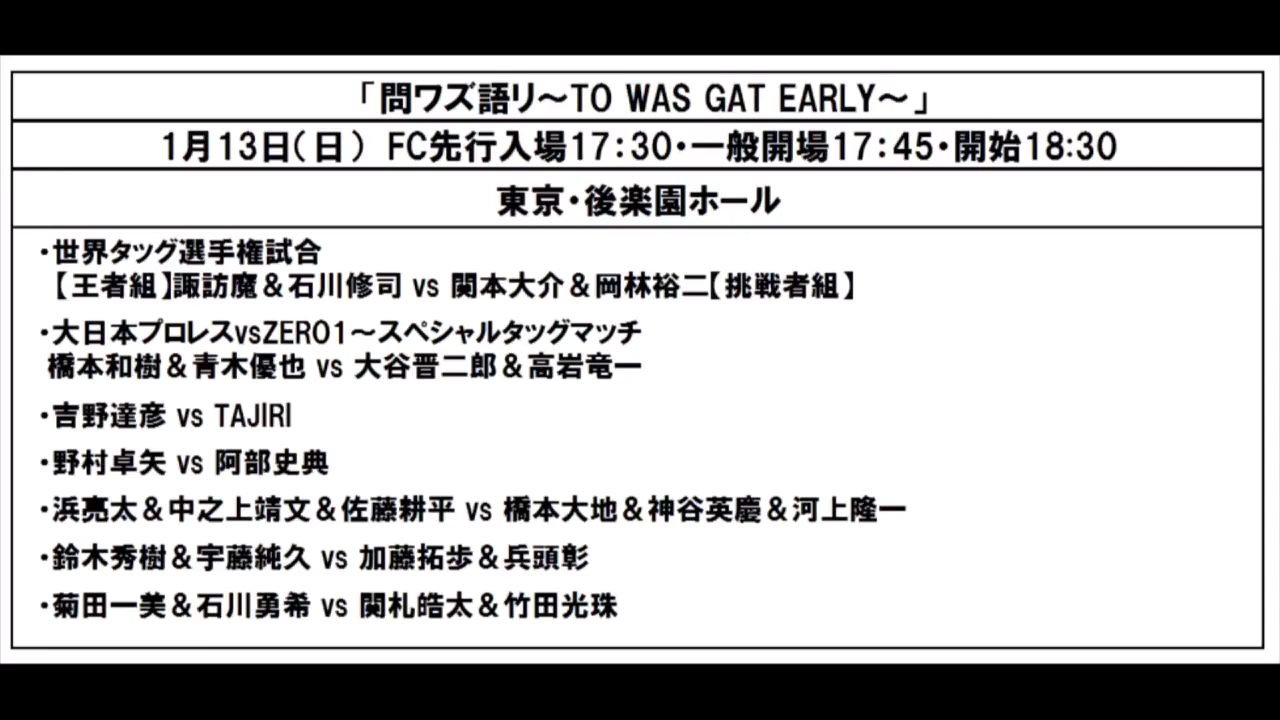 「問ワズ語リ～TO WAS GAT EARLY～」
1月13日(日) FC先行入場17:30・一般開場17:45・開始18:30
東京・後楽園ホール
・世界タッグ選手権試合
【王者組】諏訪魔＆石川修司 vs 関本大介＆岡林裕二【挑戦者組】
・大日本プロレスvsZERO1～スペシャルタッグマッチ
橋本和樹＆青木優也 vs 大谷晋二郎＆高岩竜一
・吉野達彦 vs TAJIRI
・野村卓矢 vs 阿部史典
・浜亮太＆中之上靖文＆佐藤耕平 vs 橋本大地＆神谷英慶＆河上隆一
・鈴木秀樹＆宇藤純久 vs 加藤拓歩＆兵頭彰
・菊田一美＆石川勇希 vs 関札皓太＆竹田光珠